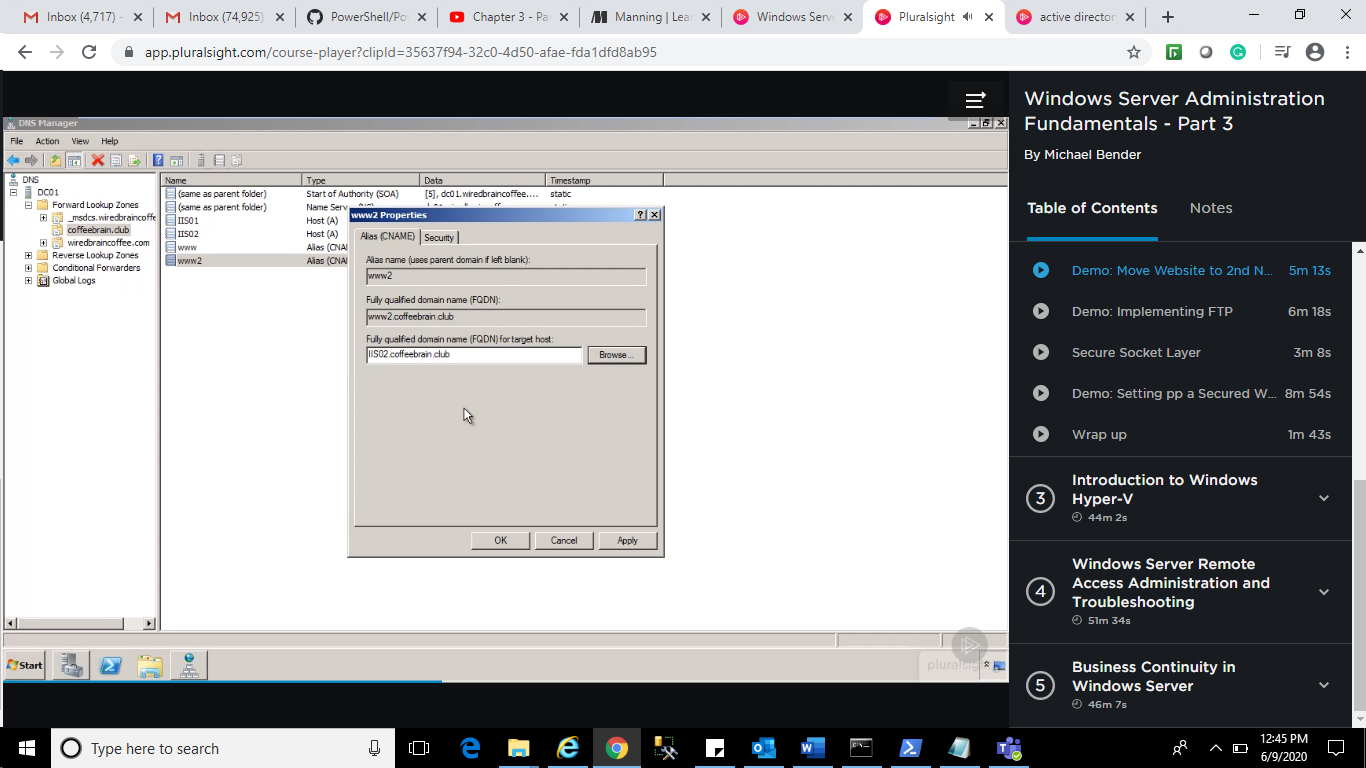 Inbox (4,717) -
Inbox (74,925)
PowerShell/Po
Chapter 3 - Pa
Manning | Lea
Windows Serv
Pluralsight
active director
app.pluralsight.com/course-player?clipId=35637f94-32c0-4d50-afae-fda1dfd8ab95
DNS Manager
File Action View Help
DNS
DC01
Forward Lookup Zones
_msdcs.wiredbraincoffe
coffeebrain.club
wiredbraincoffee.com
Reverse Lookup Zones
Conditional Forwarders
Global Logs
Name Type Data Timestamp
(same as parent folder) Start of Authority (SOA) [5], dc01.wiredbraincoffee.... static
(same as parent folder) Name Serv static
IIS01 Host (A)
IIS02 Host (A)
www Alias (CNA
www2 Alias (CNA
www2 Properties
Alias (CNAME) Security
Alias name (uses parent domain if left blank):
www2
Fully qualified domain name (FQDN):
www2.coffeebrain.club
Fully qualified domain name (FQDN) for target host:
IIS02.coffeebrain.club Browse...
OK Cancel Apply
Start
pluralsight
Windows Server Administration
Fundamentals - Part 3
By Michael Bender
Table of Contents Notes
Demo: Move Website to 2nd N... 5m 13s
Demo: Implementing FTP 6m 18s
Secure Socket Layer 3m 8s
Demo: Setting pp a Secured W... 8m 54s
Wrap up 1m 43s
3
Introduction to Windows
Hyper-V
44m 2s
4
Windows Server Remote
Access Administration and
Troubleshooting
51m 34s
5
Business Continuity in
Windows Server
46m 7s
Type here to search
12:45 PM
6/9/2020